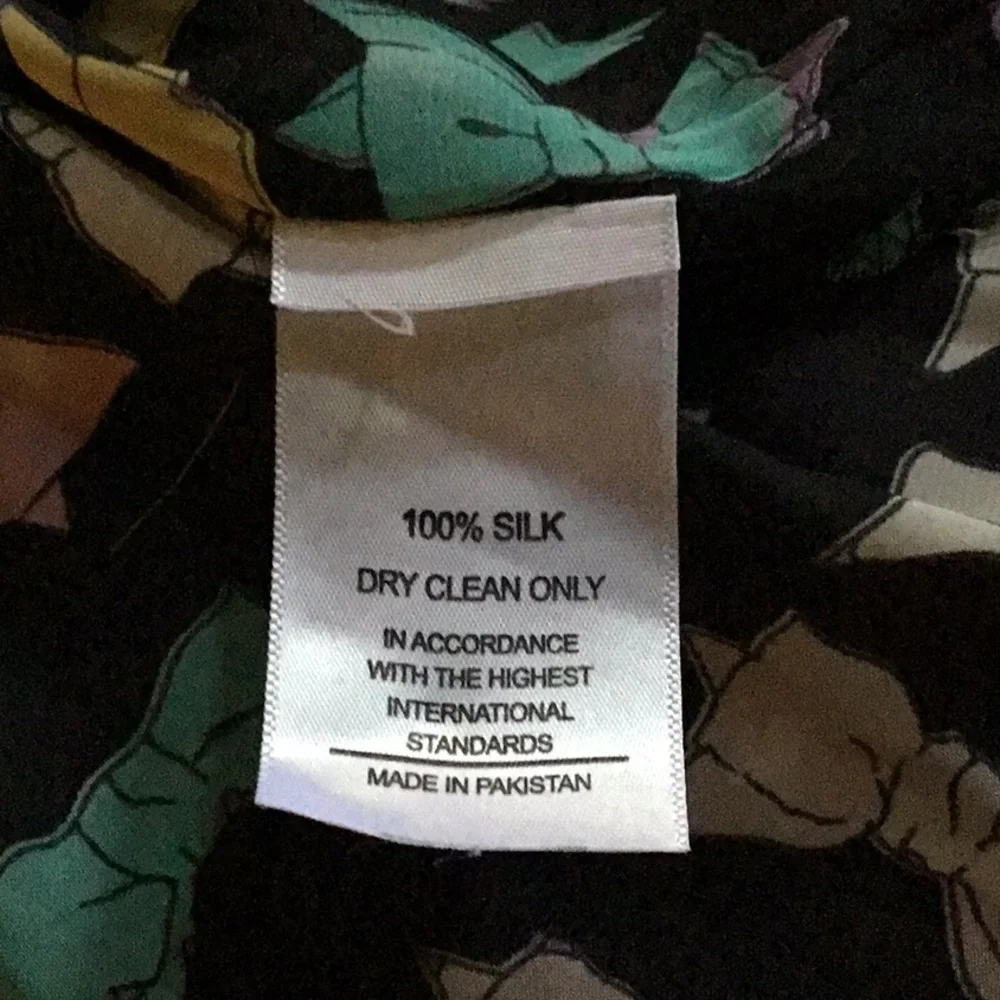 100% SILK
DRY CLEAN ONLY
IN ACCORDANCE
WITH THE HIGHEST
INTERNATIONAL
STANDARDS
MADE IN PAKISTAN